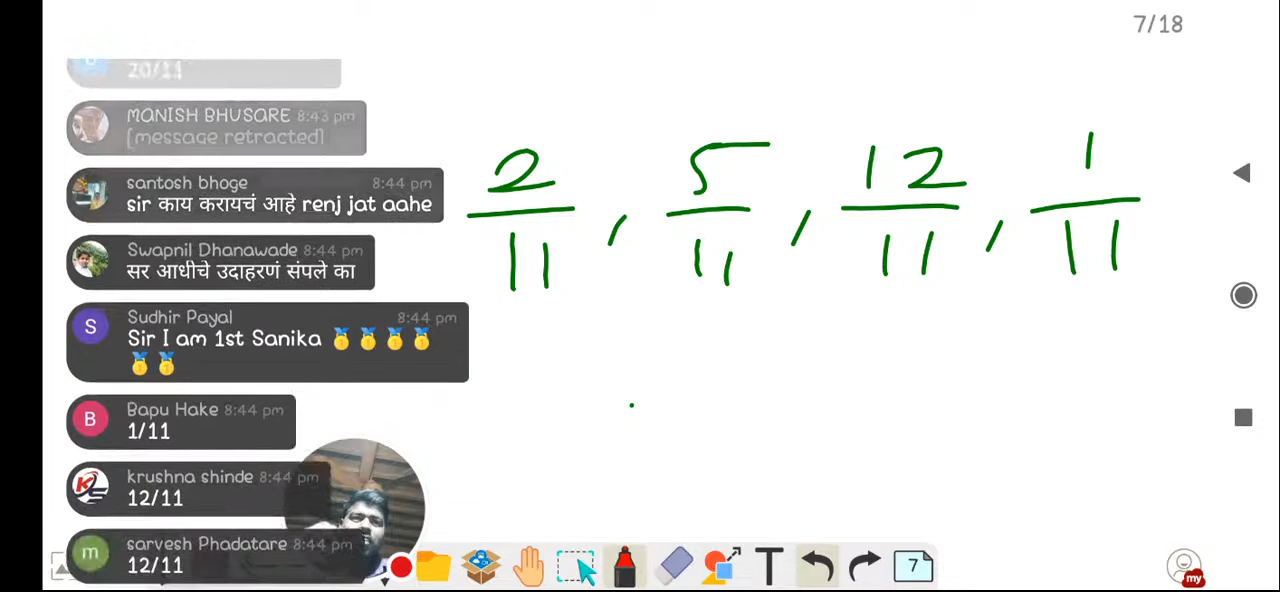 7/18
20/11
MANISH BHUSARE 8:43 pm
[message retracted]
santosh bhoge 8:44 pm
sir काय करायचं आहे renj jat aahe
Swapnil Dhanawade 8:44 pm
सर आधीचे उदाहरणं संपले का
S
Sudhir Payal 8:44 pm
Sir I am 1st Sanika 🥇🥇🥇🥇
🥇🥇
B
Bapu Hake 8:44 pm
1/11
krushna shinde 8:44 pm
12/11
m
sarvesh Phadatare 8:44 pm
12/11
2/11, 5/11, 12/11, 1/11
T
7
my